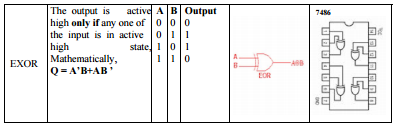 EXOR
The output is active
high only if any one of
the input is in active
high state,
Mathematically,
Q = A'B+AB '
A B Output
0 0 0
0 1 1
1 0 1
1 1 0
A
B
A⊕B
EOR
7486